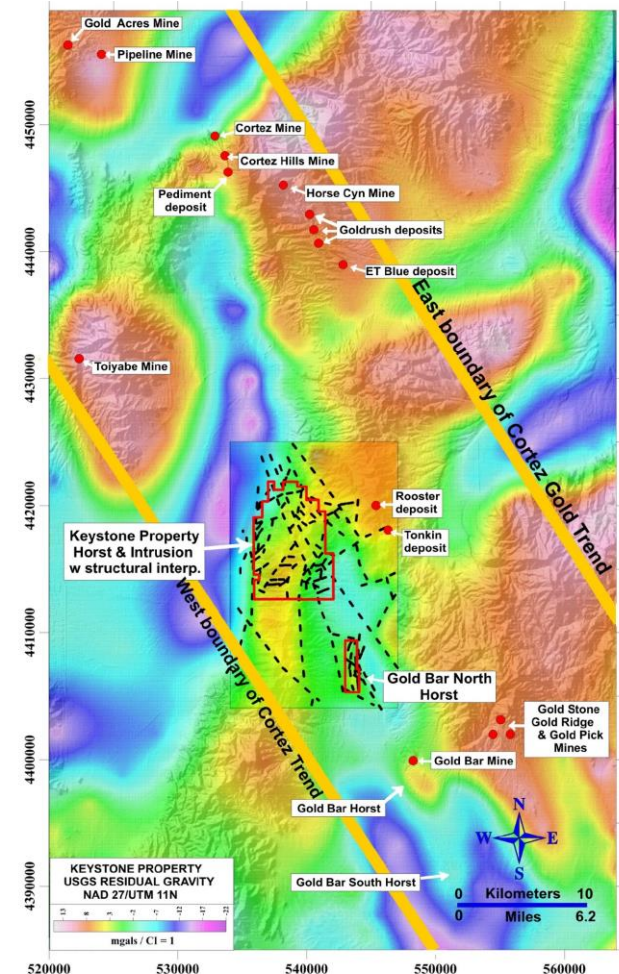 Gold Acres Mine
Pipeline Mine
4450000
Cortez Mine
Cortez Hills Mine
Pediment
deposit
Horse Cyn Mine
Goldrush deposits
4440000
ET Blue deposit
East boundary of Cortez Gold Trend
4430000
Toiyabe Mine
4420000
Rooster
deposit
Tonkin
deposit
Keystone Property
Horst & Intrusion
w structural interp.
West boundary of Cortez Trend
4410000
Gold Bar North
Horst
Gold Stone
Gold Ridge
& Gold Pick
Mines
4400000
Gold Bar Mine
Gold Bar Horst
N
W E
S
Gold Bar South Horst
4390000
KEYSTONE PROPERTY
USGS RESIDUAL GRAVITY
NAD 27/UTM 11N
mgals / CI = 1
0 Kilometers 10
0 Miles 6.2
520000 530000 540000 550000 560000